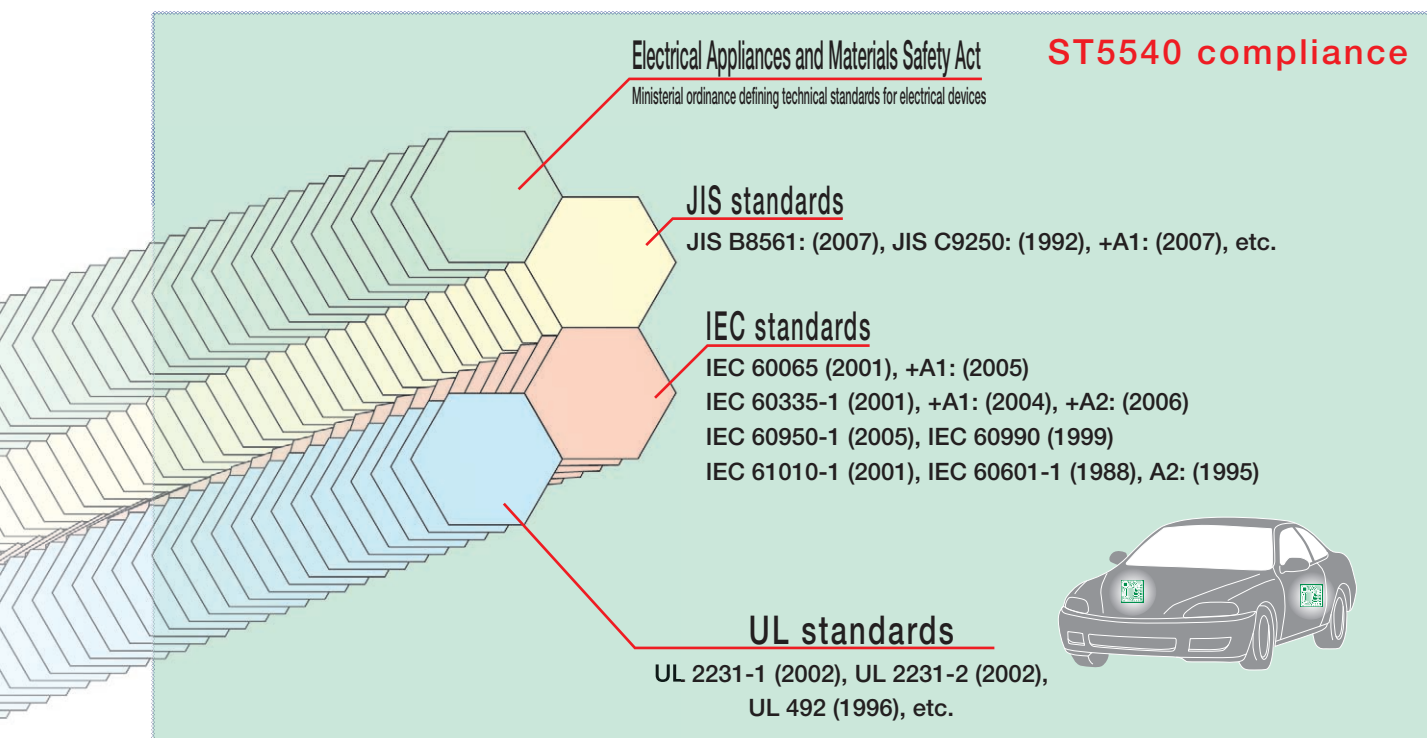 Electrical Appliances and Materials Safety Act
Ministerial ordinance defining technical standards for electrical devices
ST5540 compliance
JIS standards
JIS B8561: (2007), JIS C9250: (1992), +A1: (2007), etc.
IEC standards
IEC 60065 (2001), +A1: (2005)
IEC 60335-1 (2001), +A1: (2004), +A2: (2006)
IEC 60950-1 (2005), IEC 60990 (1999)
IEC 61010-1 (2001), IEC 60601-1 (1988), A2: (1995)
UL standards
UL 2231-1 (2002), UL 2231-2 (2002),
UL 492 (1996), etc.